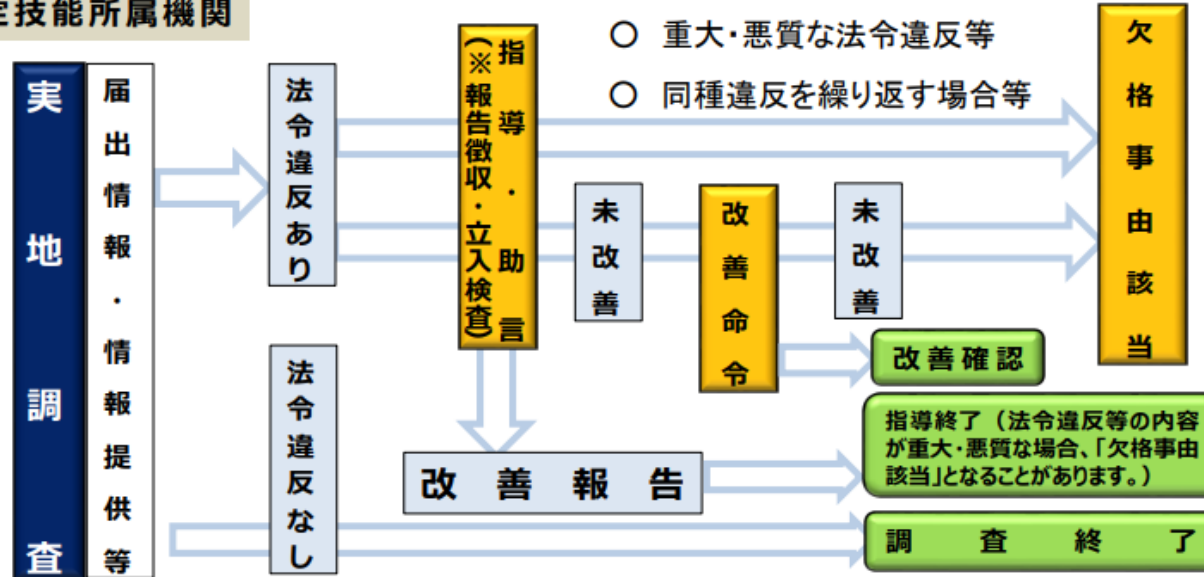 定技能所属機関
実地調査
届出情報・情報提供等
法令違反あり
法令違反なし
指導・助言
(※報告徴収・立入検査)
○ 重大・悪質な法令違反等
○ 同種違反を繰り返す場合等
未改善
改善命令
未改善
欠格事由該当
改善確認
改善報告
指導終了（法令違反等の内容
が重大・悪質な場合、「欠格事由
該当」となることがあります。）
調査終了